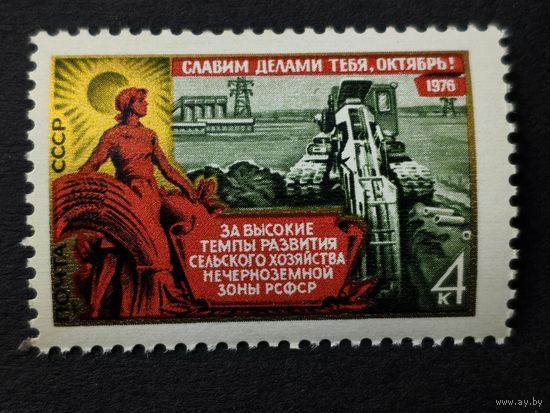 СЛАВИМ ДЕЛАМИ ТЕБЯ, ОКТЯБРЬ!
1976
ПОЧТА СССР
ЗА ВЫСОКИЕ
ТЕМПЫ РАЗВИТИЯ
СЕЛЬСКОГО ХОЗЯЙСТВА
НЕЧЕРНОЗЕМНОЙ
ЗОНЫ РСФСР
4 К
www.ay.by